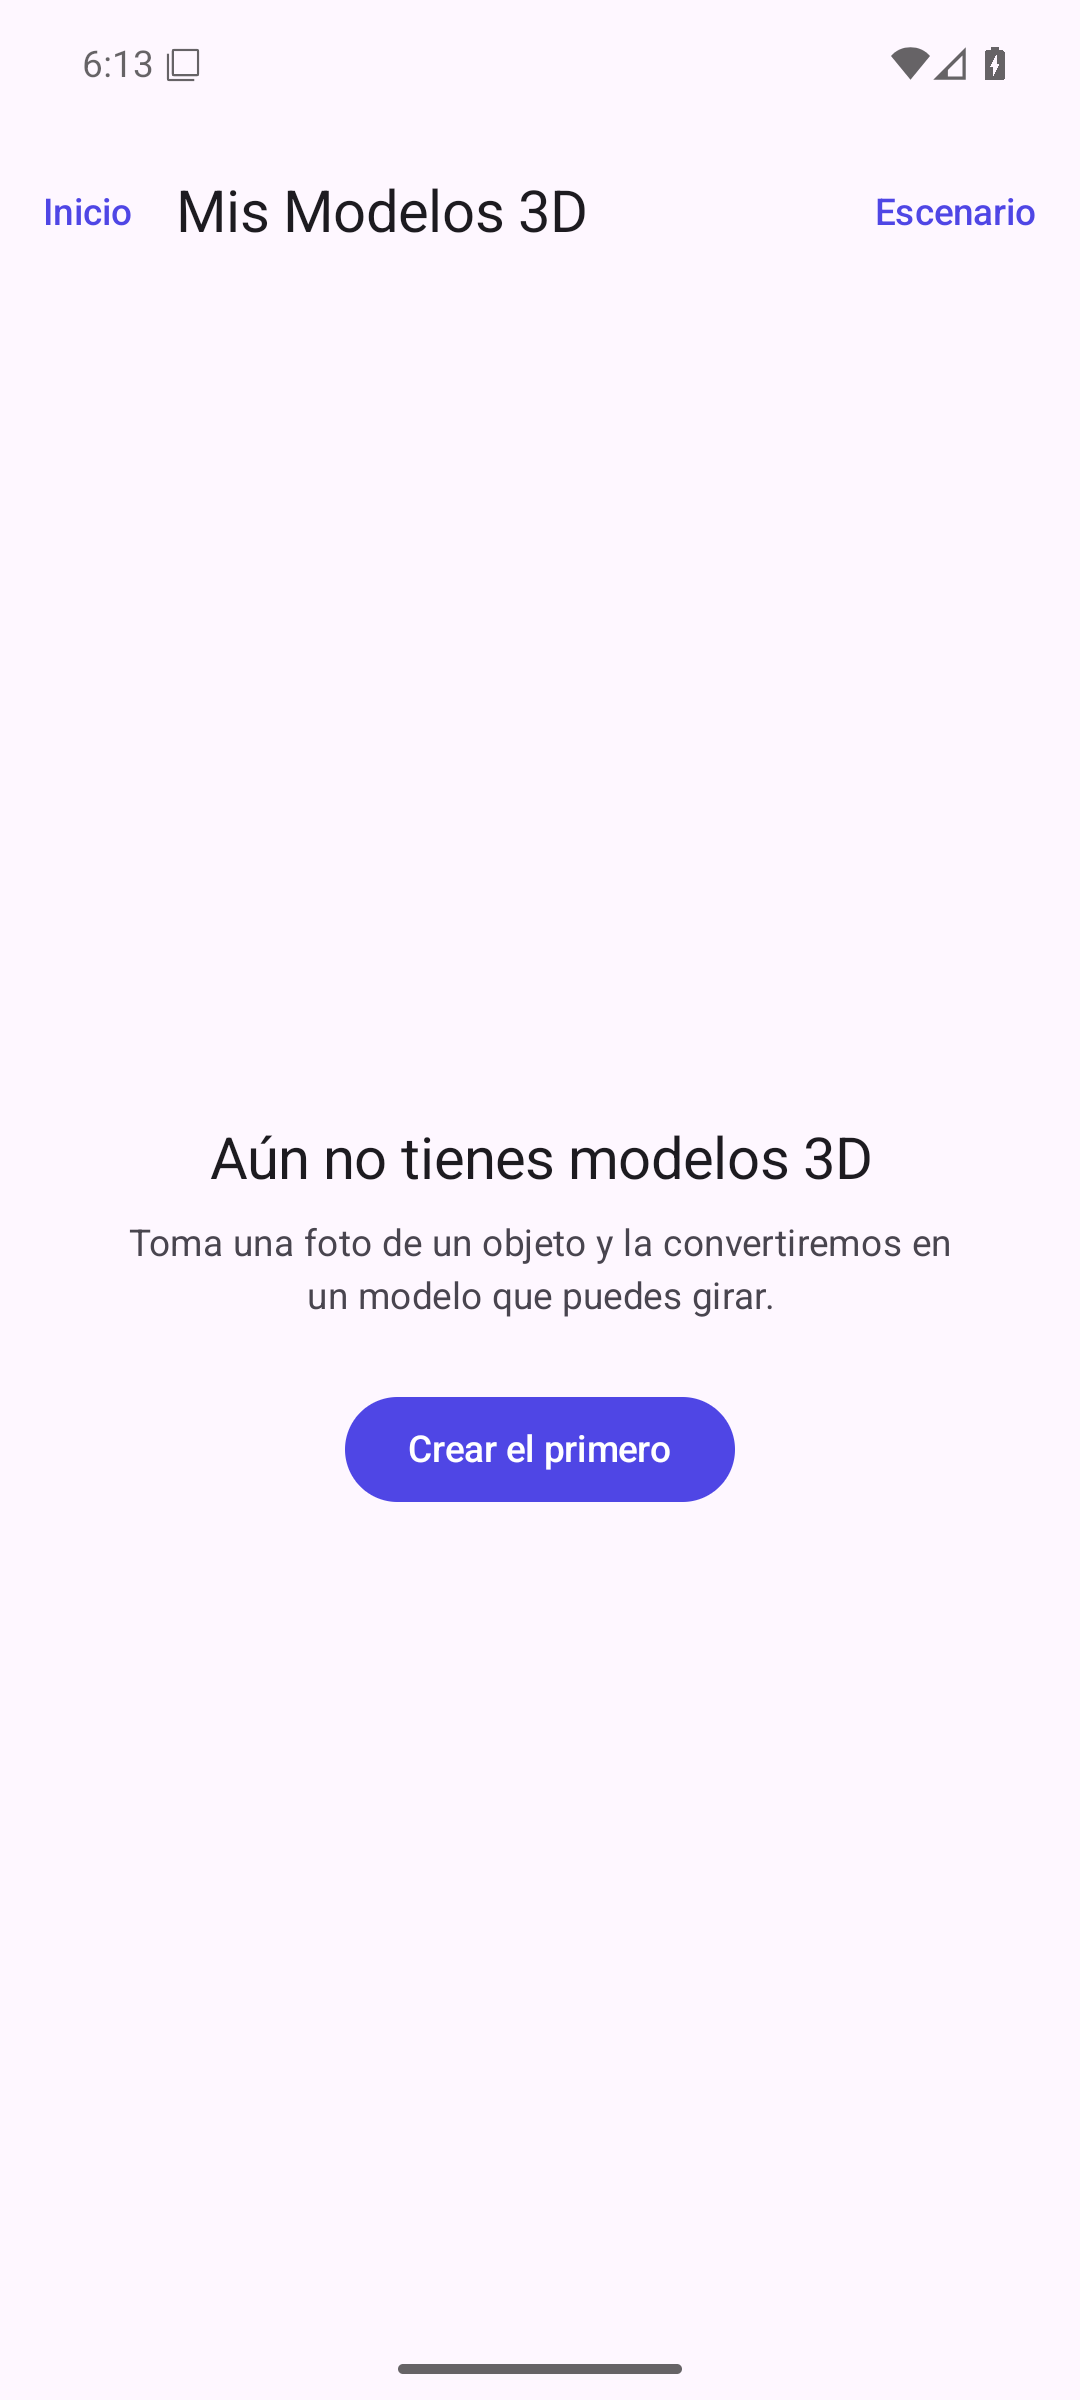 6:13
Inicio Mis Modelos 3D Escenario
Aún no tienes modelos 3D
Toma una foto de un objeto y la convertiremos en
un modelo que puedes girar.
Crear el primero